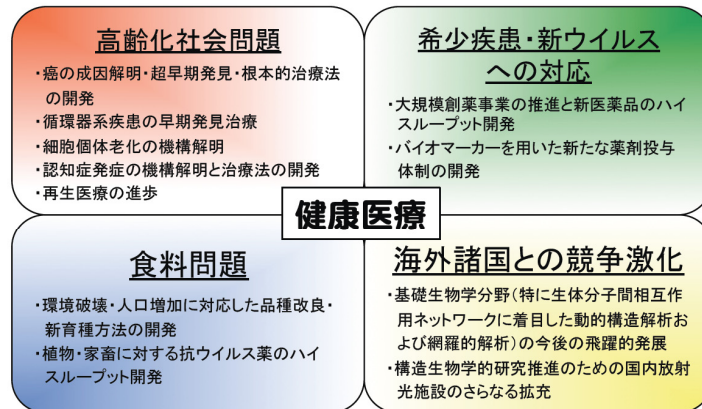 高齢化社会問題
・癌の成因解明・超早期発見・根本的治療法
の開発
・循環器系疾患の早期発見治療
・細胞個体老化の機構解明
・認知症発症の機構解明と治療法の開発
・再生医療の進歩
希少疾患・新ウイルス
への対応
・大規模創薬事業の推進と新医薬品のハイ
スループット開発
・バイオマーカーを用いた新たな薬剤投与
体制の開発
健康医療
食料問題
・環境破壊・人口増加に対応した品種改良・
新育種方法の開発
・植物・家畜に対する抗ウイルス薬のハイ
スループット開発
海外諸国との競争激化
・基礎生物学分野（特に生体分子間相互作
用ネットワークに着目した動的構造解析お
よび網羅的解析）の今後の飛躍的発展
・構造生物学的研究推進のための国内放射
光施設のさらなる拡充